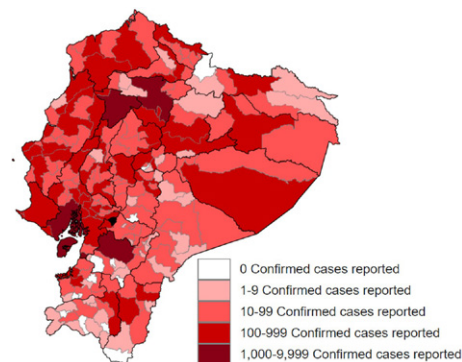 0 Confirmed cases reported
1-9 Confirmed cases reported
10-99 Confirmed cases reported
100-999 Confirmed cases reported
1,000-9,999 Confirmed cases reported